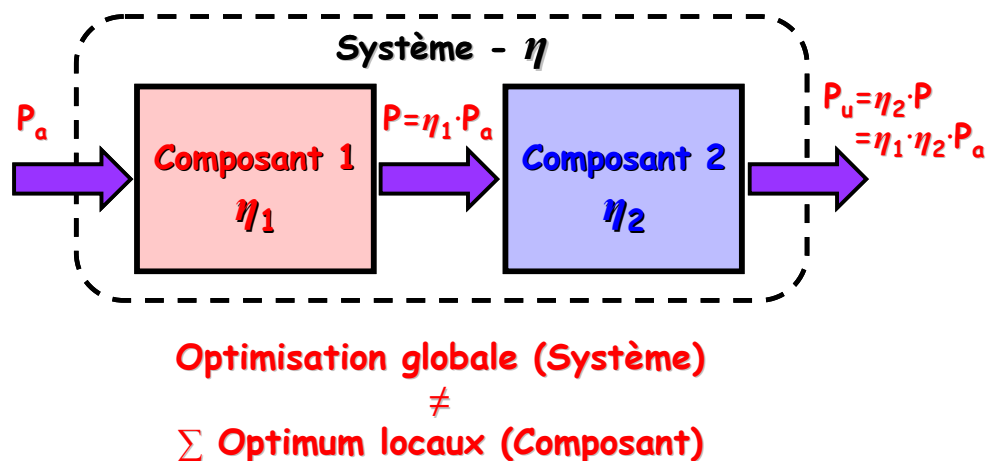 Système - η
Pₐ
P=η₁·Pₐ
Pᵤ=η₂·P
=η₁·η₂·Pₐ
Composant 1
η₁
Composant 2
η₂
Optimisation globale (Système)
≠
∑ Optimum locaux (Composant)